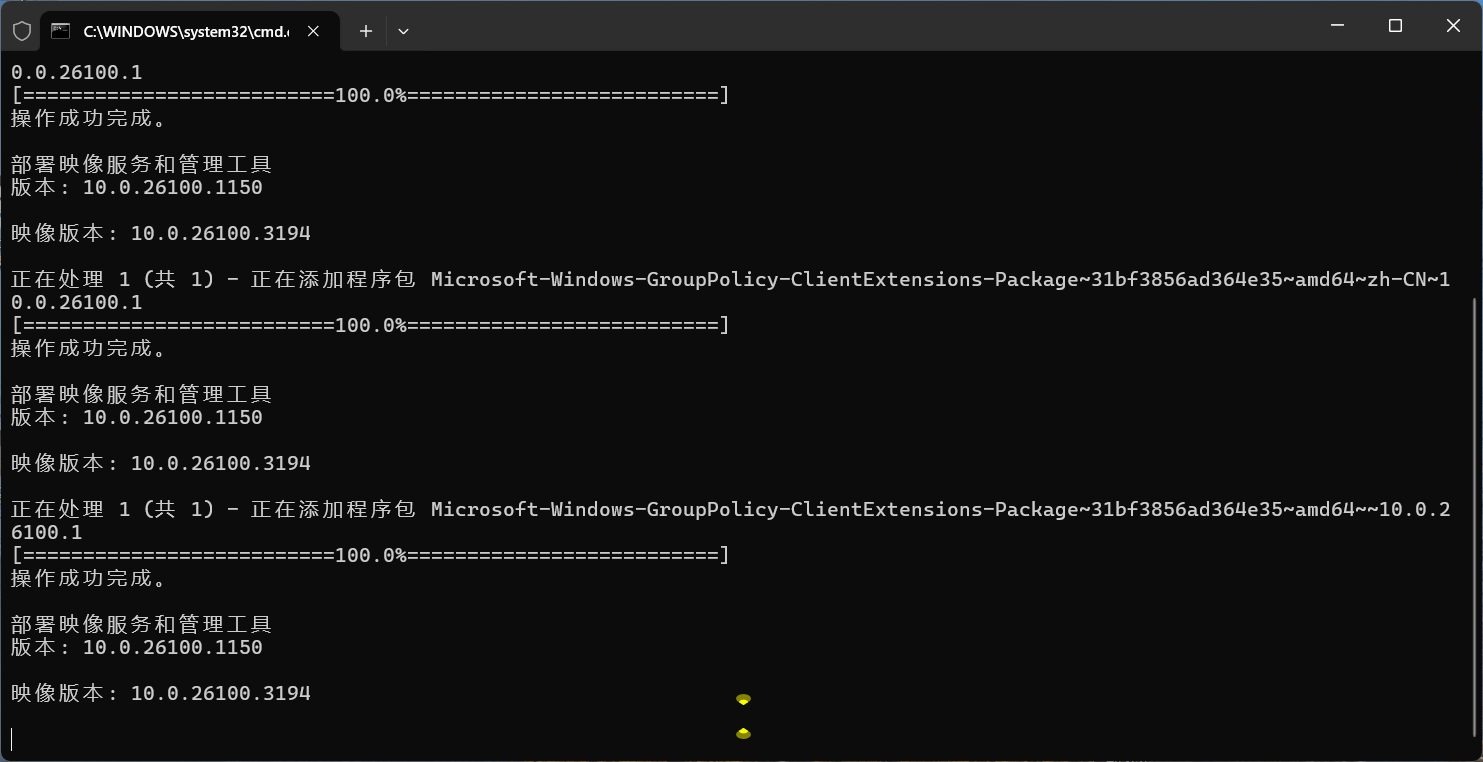 C:\WINDOWS\system32\cmd.
0.0.26100.1
[==========================100.0%==========================]
操作成功完成。
部署映像服务和管理工具
版本: 10.0.26100.1150
映像版本: 10.0.26100.3194
正在处理 1 (共 1) - 正在添加程序包 Microsoft-Windows-GroupPolicy-ClientExtensions-Package~31bf3856ad364e35~amd64~zh-CN~1
0.0.26100.1
[==========================100.0%==========================]
操作成功完成。
部署映像服务和管理工具
版本: 10.0.26100.1150
映像版本: 10.0.26100.3194
正在处理 1 (共 1) - 正在添加程序包 Microsoft-Windows-GroupPolicy-ClientExtensions-Package~31bf3856ad364e35~amd64~~10.0.2
6100.1
[==========================100.0%==========================]
操作成功完成。
部署映像服务和管理工具
版本: 10.0.26100.1150
映像版本: 10.0.26100.3194